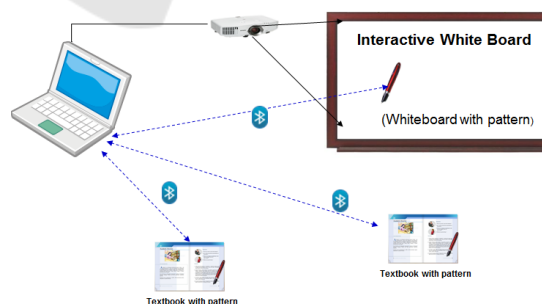 Interactive White Board
(Whiteboard with pattern)
Textbook with pattern
Textbook with pattern